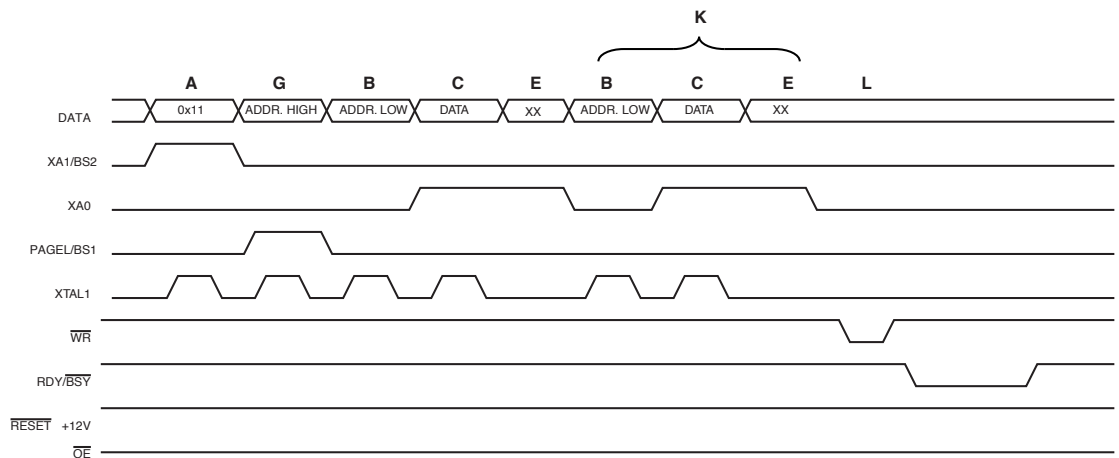 K
A G B C E B C E L
DATA 0x11 ADDR. HIGH ADDR. LOW DATA XX ADDR. LOW DATA XX
XA1/BS2
XA0
PAGEL/BS1
XTAL1
WR
RDY/BSY
RESET +12V
OE